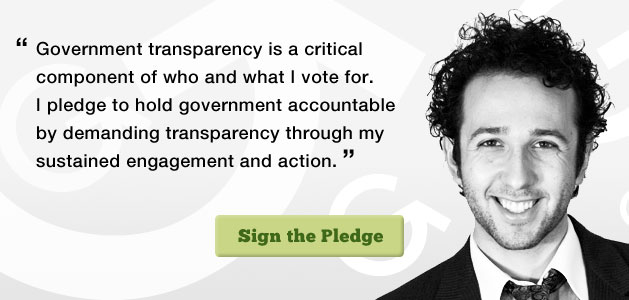 “ Government transparency is a critical
component of who and what I vote for.
I pledge to hold government accountable
by demanding transparency through my
sustained engagement and action. ”
Sign the Pledge